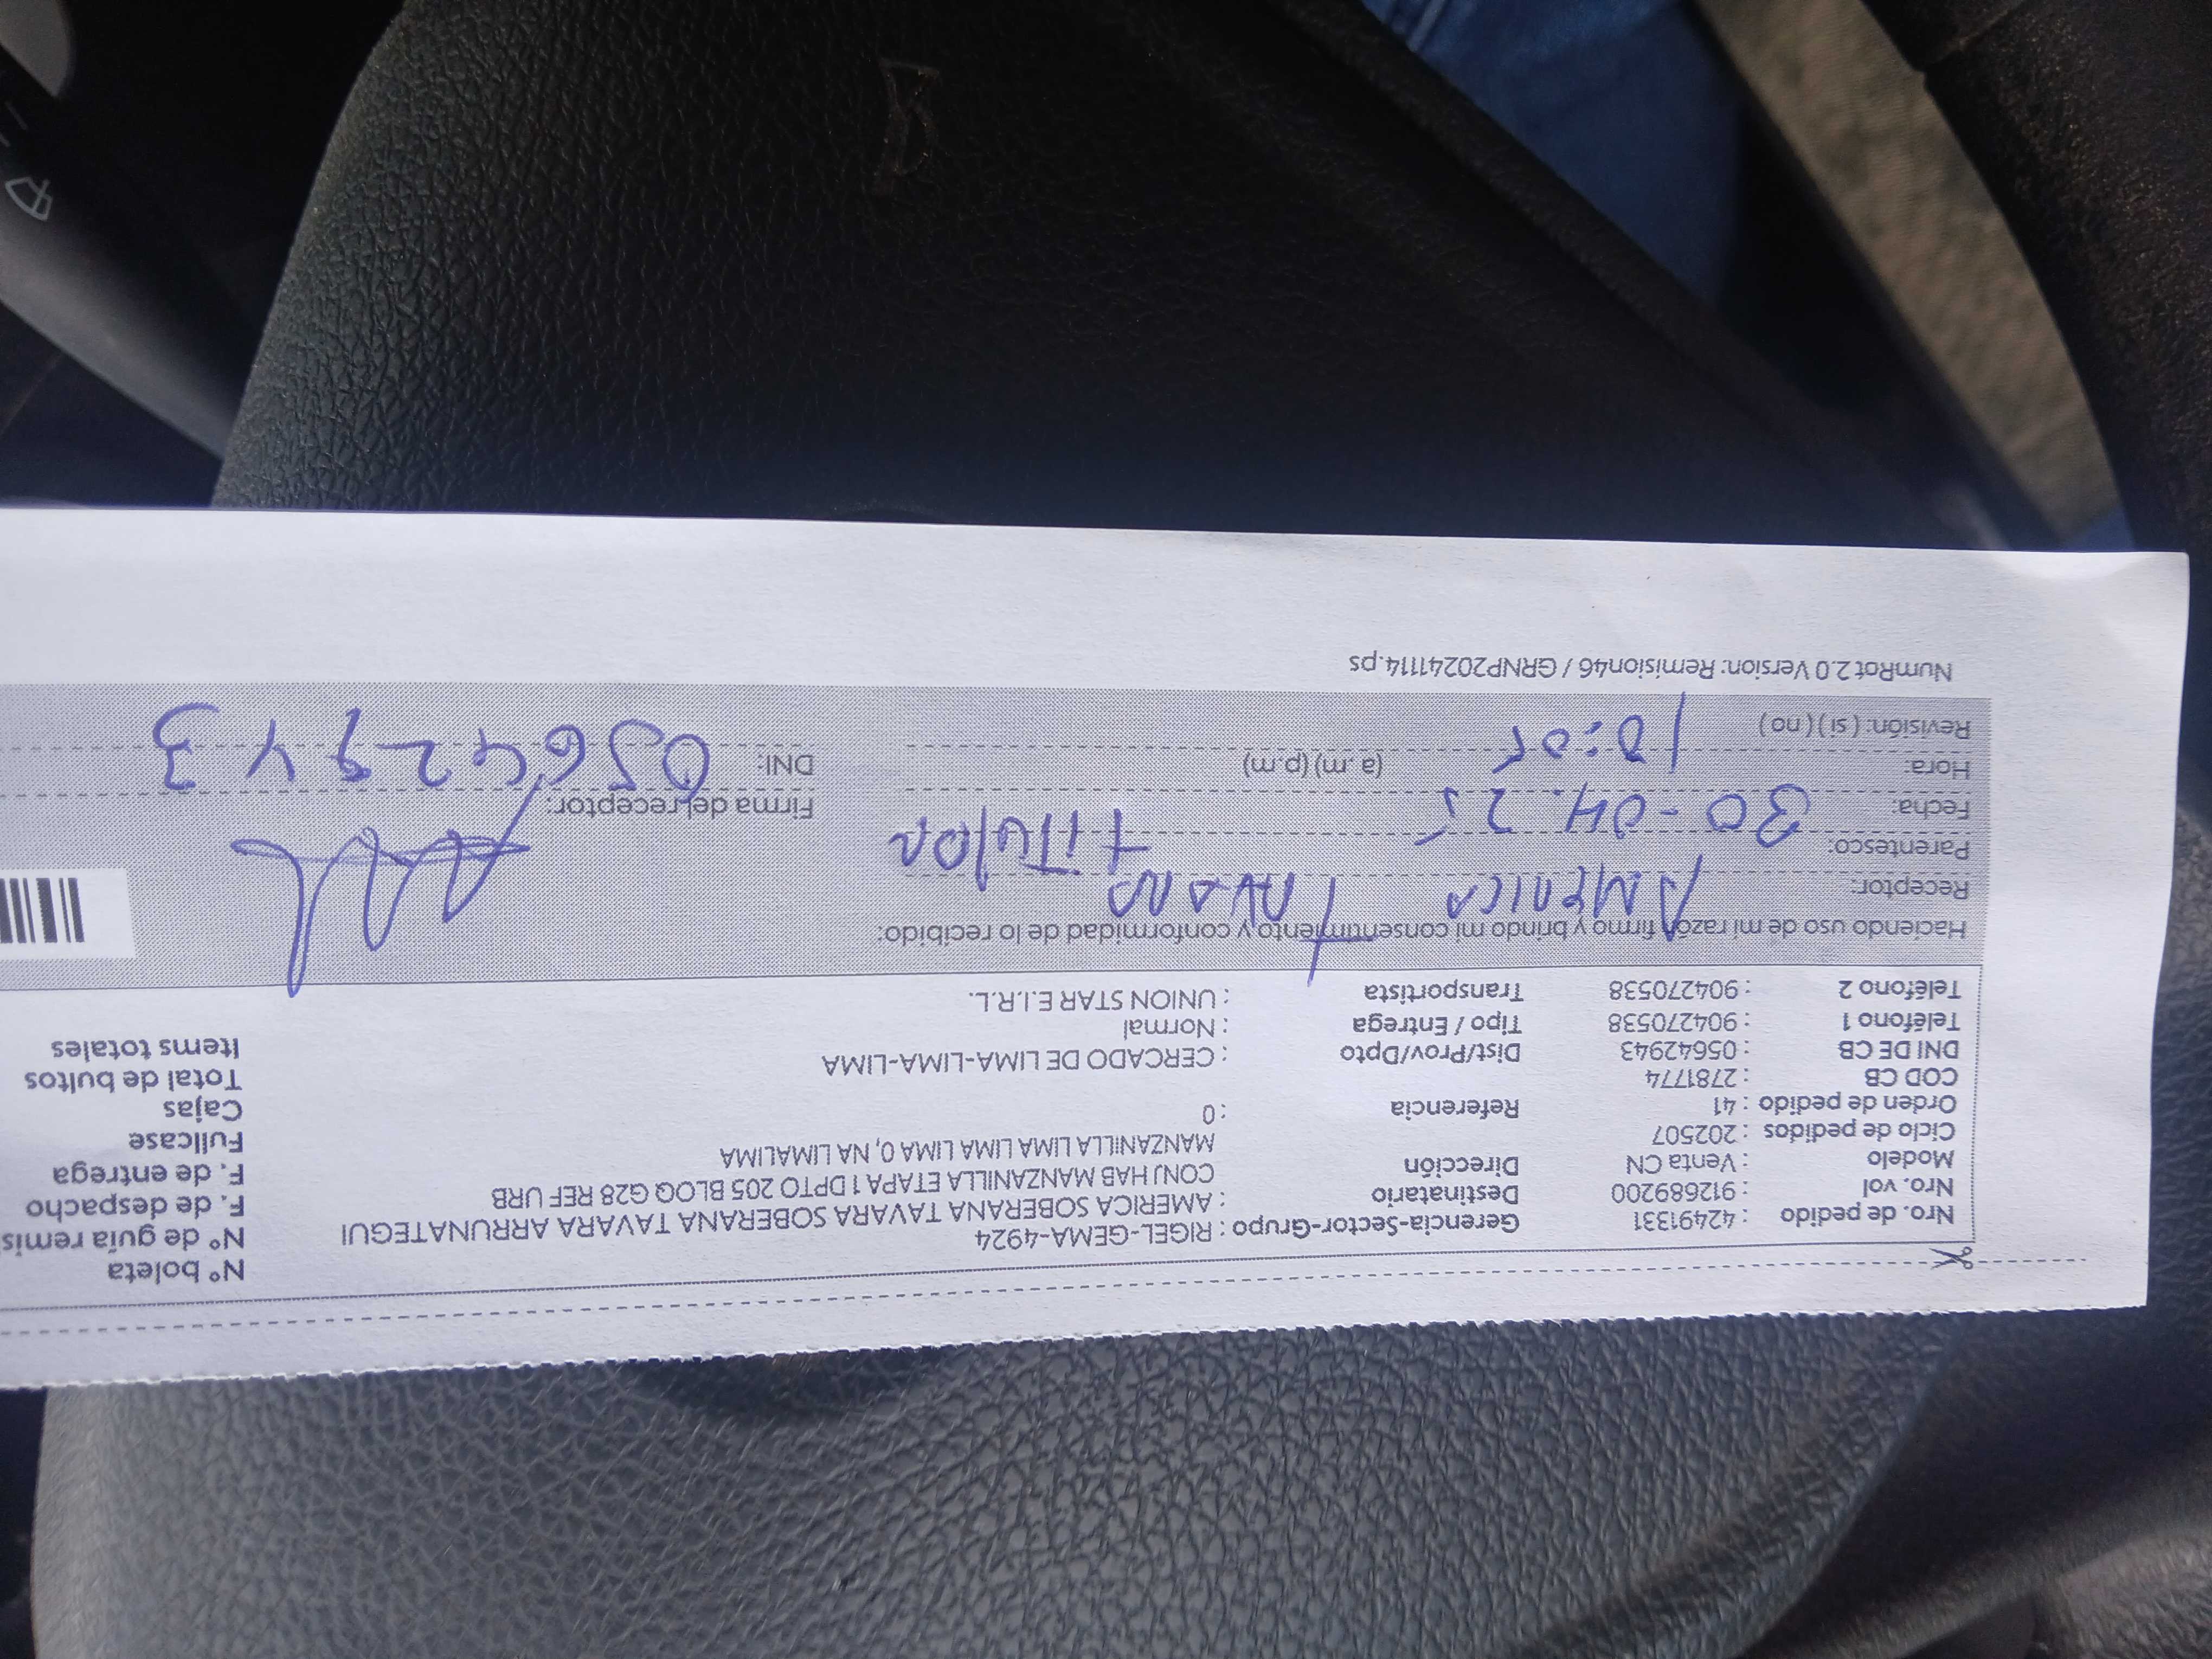 Nro. de pedido : 42491331 Gerencia-Sector-Grupo : RIGEL-GEMA-4924 N° boleta
Nro. vol : 912689200 Destinatario : AMERICA SOBERANA TAVARA SOBERANA TAVARA ARRUNATEGUI N° de guía remis
Modelo : Venta CN Dirección CONJ HAB MANZANILLA ETAPA 1 DPTO 205 BLOQ G28 REF URB F. de despacho
Ciclo de pedidos : 202507 MANZANILLA LIMA LIMA LIMA 0, NA LIMALIMA F. de entrega
Orden de pedido : 41 Referencia : 0 Fullcase
COD CB : 2781774 Cajas
DNI DE CB : 05642943 Dist/Prov/Dpto : CERCADO DE LIMA-LIMA-LIMA Total de bultos
Teléfono 1 : 904270538 Tipo / Entrega : Normal Items totales
Teléfono 2 : 904270538 Transportista : UNION STAR E.I.R.L.
Haciendo uso de mi razón firmo y brindo mi consentimiento y conformidad de lo recibido:
Receptor: AMERICA TAVARA
Parentesco: TiTulAR
Fecha: 30-04.25 Firma del receptor:
Hora: 10:05 (a.m) (p.m) DNI: 05642943
Revisión: ( si ) ( no )
NumRot 2.0 Version: Remision46 / GRNP20241114.ps